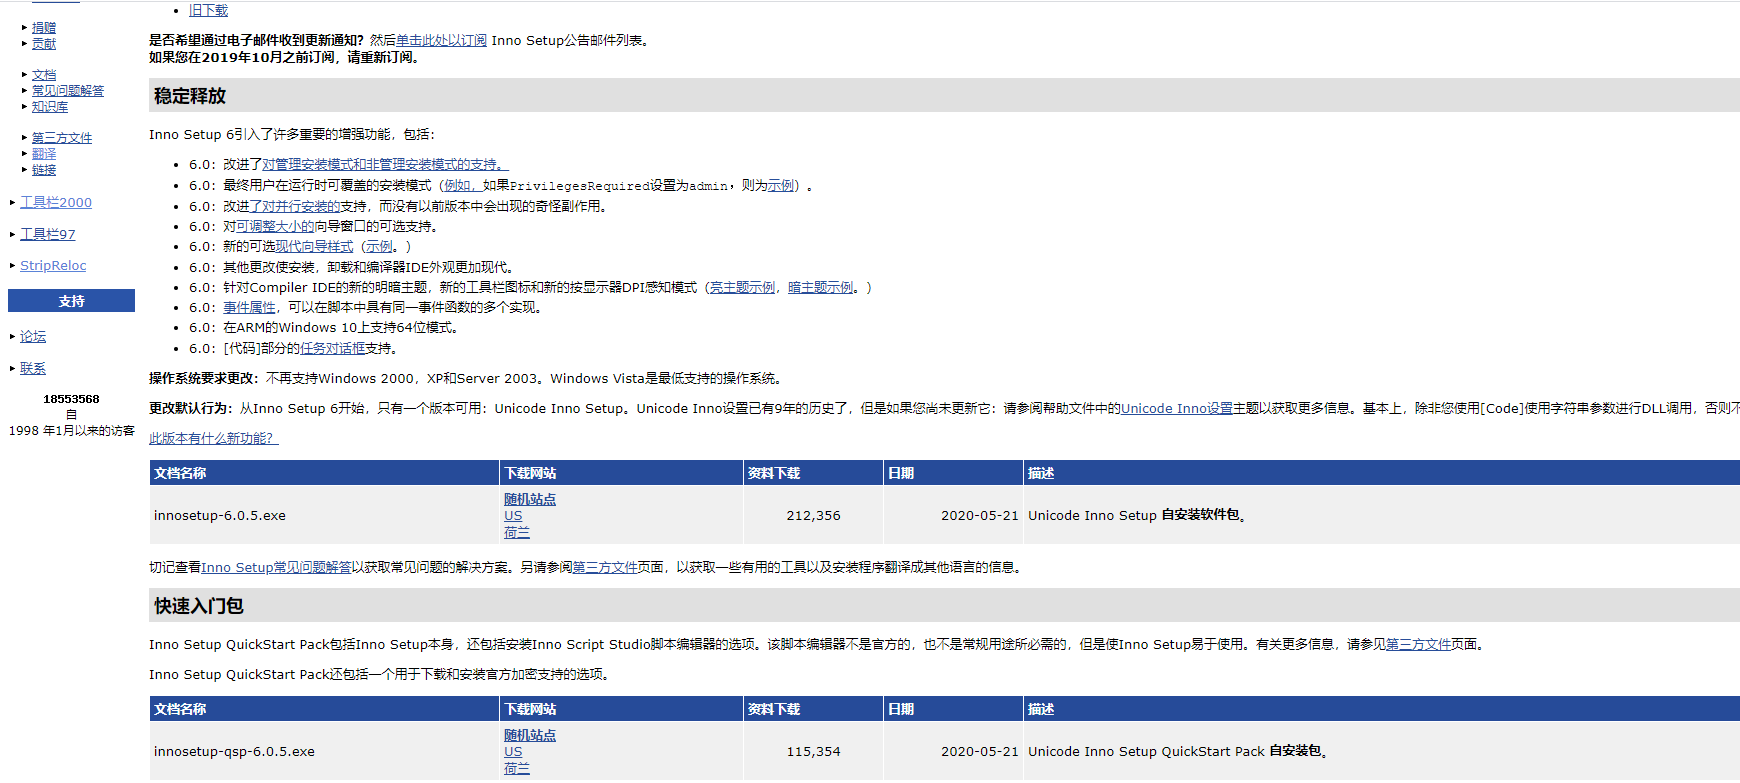 捐赠
贡献
文档
常见问题解答
知识库
第三方文件
翻译
链接
工具栏2000
工具栏97
StripReloc
支持
论坛
联系
18553568
自
1998 年1月以来的访客
旧下载
是否希望通过电子邮件收到更新通知？然后单击此处以订阅 Inno Setup公告邮件列表。
如果您在2019年10月之前订阅，请重新订阅。
稳定释放
Inno Setup 6引入了许多重要的增强功能，包括：
6.0：改进了对管理安装模式和非管理安装模式的支持。
6.0：最终用户在运行时可覆盖的安装模式（例如，如果PrivilegesRequired设置为admin，则为示例）。
6.0：改进了对并行安装的支持，而没有以前版本中会出现的奇怪副作用。
6.0：对可调整大小的向导窗口的可选支持。
6.0：新的可选现代向导样式（示例。）
6.0：其他更改使安装，卸载和编译器IDE外观更加现代。
6.0：针对Compiler IDE的新的明暗主题，新的工具栏图标和新的按显示器DPI感知模式（亮主题示例，暗主题示例。）
6.0：事件属性，可以在脚本中具有同一事件函数的多个实现。
6.0：在ARM的Windows 10上支持64位模式。
6.0：[代码]部分的任务对话框支持。
操作系统要求更改：不再支持Windows 2000，XP和Server 2003。Windows Vista是最低支持的操作系统。
更改默认行为：从Inno Setup 6开始，只有一个版本可用：Unicode Inno Setup。Unicode Inno设置已有9年的历史了，但是如果您尚未更新它：请参阅帮助文件中的Unicode Inno设置主题以获取更多信息。基本上，除非您使用[Code]使用字符串参数进行DLL调用，否则不
此版本有什么新功能？
文档名称 下载网站 资料下载 日期 描述
innosetup-6.0.5.exe 随机站点 US 荷兰 212,356 2020-05-21 Unicode Inno Setup 自安装软件包。
切记查看Inno Setup常见问题解答以获取常见问题的解决方案。另请参阅第三方文件页面，以获取一些有用的工具以及安装程序翻译成其他语言的信息。
快速入门包
Inno Setup QuickStart Pack包括Inno Setup本身，还包括安装Inno Script Studio脚本编辑器的选项。该脚本编辑器不是官方的，也不是常规用途所必需的，但是使Inno Setup易于使用。有关更多信息，请参见第三方文件页面。
Inno Setup QuickStart Pack还包括一个用于下载和安装官方加密支持的选项。
文档名称 下载网站 资料下载 日期 描述
innosetup-qsp-6.0.5.exe 随机站点 US 荷兰 115,354 2020-05-21 Unicode Inno Setup QuickStart Pack 自安装包。